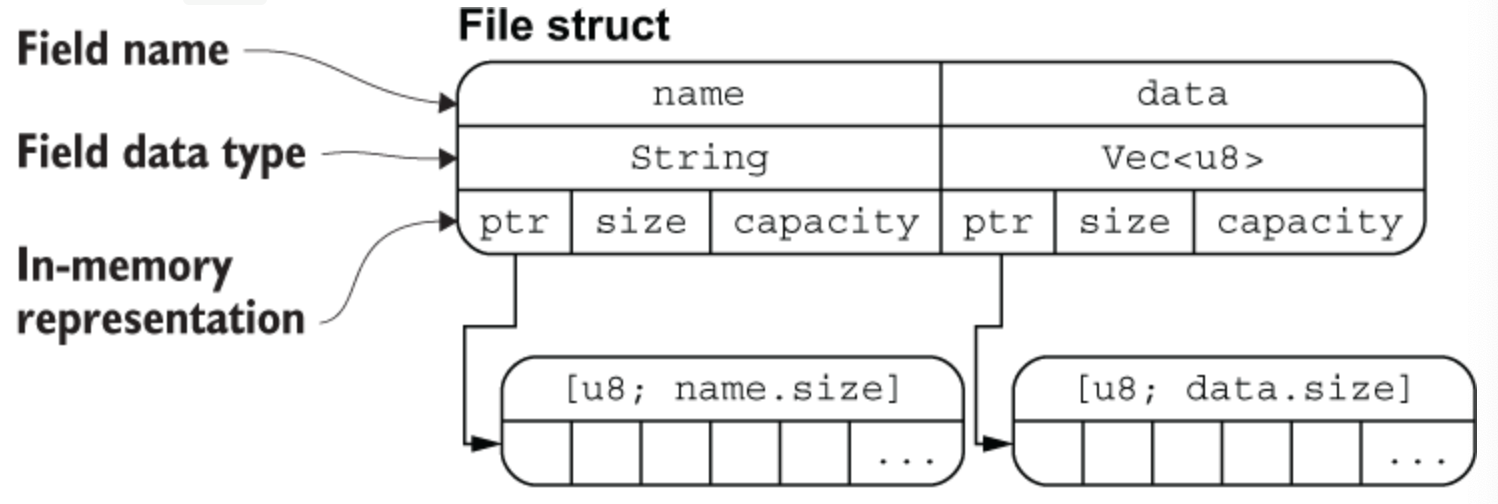 File struct
Field name
name data
Field data type
String Vec<u8>
In-memory
representation
ptr size capacity ptr size capacity
[u8; name.size] [u8; data.size]
... ...